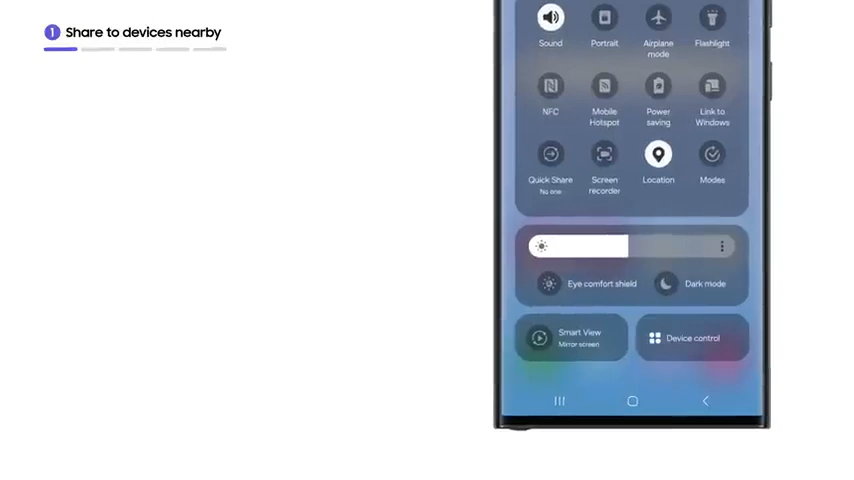 1 Share to devices nearby
Sound Portrait Airplane mode Flashlight
NFC Mobile Hotspot Power saving Link to Windows
Quick Share No one Screen recorder Location Modes
Eye comfort shield Dark mode
Smart View
Mirror screen
Device control